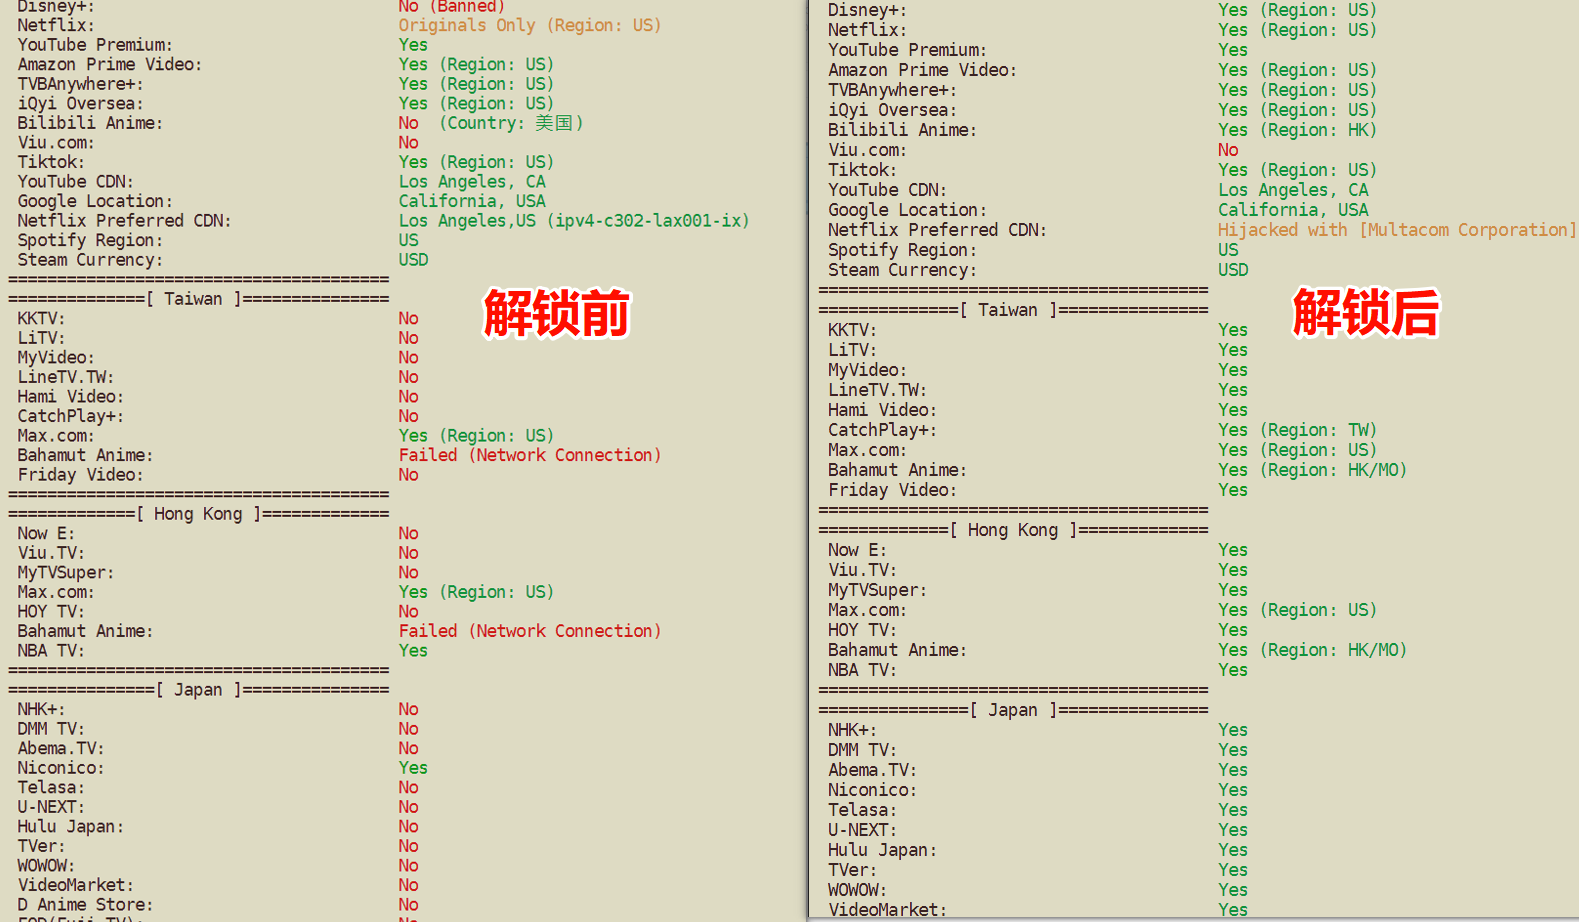 Disney+: No (Banned)
Netflix: Originals Only (Region: US)
YouTube Premium: Yes
Amazon Prime Video: Yes (Region: US)
TVBAnywhere+: Yes (Region: US)
iQyi Oversea: Yes (Region: US)
Bilibili Anime: No (Country: 美国)
Viu.com: No
Tiktok: Yes (Region: US)
YouTube CDN: Los Angeles, CA
Google Location: California, USA
Netflix Preferred CDN: Los Angeles,US (ipv4-c302-lax001-ix)
Spotify Region: US
Steam Currency: USD
=======================================
==============[ Taiwan ]===============
解锁前
KKTV: No
LiTV: No
MyVideo: No
LineTV.TW: No
Hami Video: No
CatchPlay+: No
Max.com: Yes (Region: US)
Bahamut Anime: Failed (Network Connection)
Friday Video: No
=======================================
=============[ Hong Kong ]=============
Now E: No
Viu.TV: No
MyTVSuper: No
Max.com: Yes (Region: US)
HOY TV: No
Bahamut Anime: Failed (Network Connection)
NBA TV: Yes
=======================================
===============[ Japan ]===============
NHK+: No
DMM TV: No
Abema.TV: No
Niconico: Yes
Telasa: No
U-NEXT: No
Hulu Japan: No
TVer: No
WOWOW: No
VideoMarket: No
D Anime Store: No
FOD(Fuji TV): No
Disney+: Yes (Region: US)
Netflix: Yes (Region: US)
YouTube Premium: Yes
Amazon Prime Video: Yes (Region: US)
TVBAnywhere+: Yes (Region: US)
iQyi Oversea: Yes (Region: US)
Bilibili Anime: Yes (Region: HK)
Viu.com: No
Tiktok: Yes (Region: US)
YouTube CDN: Los Angeles, CA
Google Location: California, USA
Netflix Preferred CDN: Hijacked with [Multacom Corporation]
Spotify Region: US
Steam Currency: USD
=======================================
==============[ Taiwan ]===============
解锁后
KKTV: Yes
LiTV: Yes
MyVideo: Yes
LineTV.TW: Yes
Hami Video: Yes
CatchPlay+: Yes (Region: TW)
Max.com: Yes (Region: US)
Bahamut Anime: Yes (Region: HK/MO)
Friday Video: Yes
=======================================
=============[ Hong Kong ]=============
Now E: Yes
Viu.TV: Yes
MyTVSuper: Yes
Max.com: Yes (Region: US)
HOY TV: Yes
Bahamut Anime: Yes (Region: HK/MO)
NBA TV: Yes
=======================================
===============[ Japan ]===============
NHK+: Yes
DMM TV: Yes
Abema.TV: Yes
Niconico: Yes
Telasa: Yes
U-NEXT: Yes
Hulu Japan: Yes
TVer: Yes
WOWOW: Yes
VideoMarket: Yes